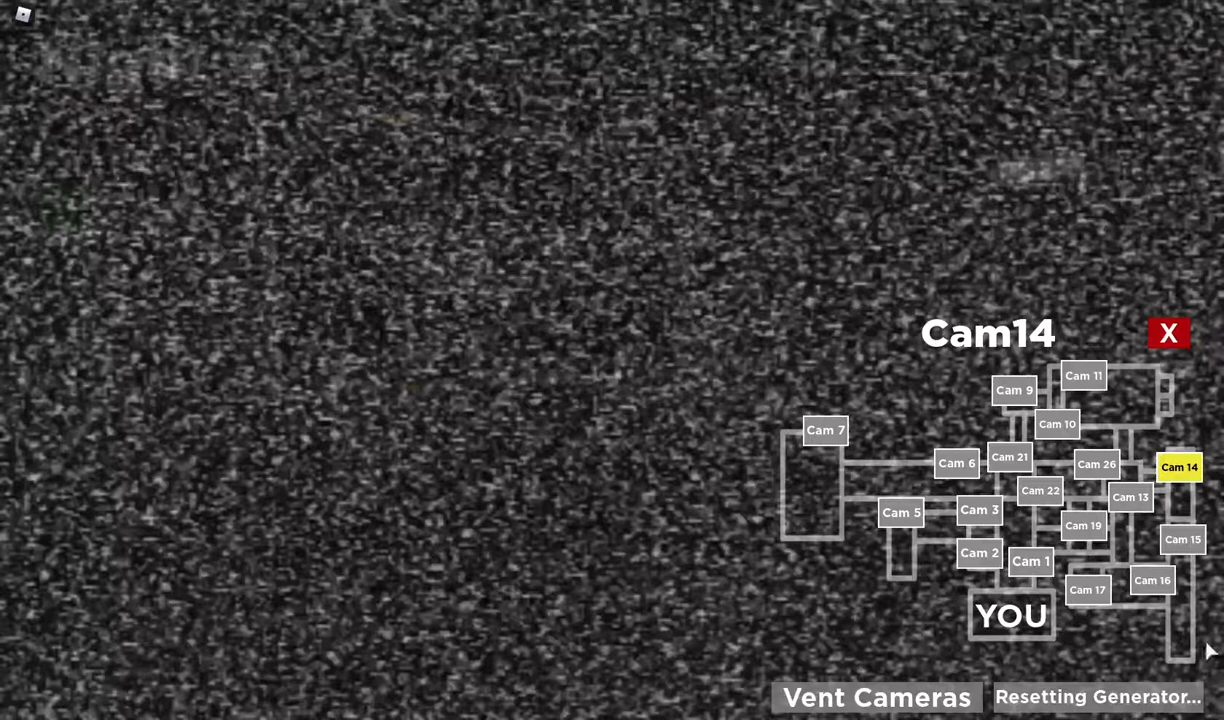 Cam14
X
Cam 11
Cam 9
Cam 10
Cam 7
Cam 21
Cam 6
Cam 26
Cam 14
Cam 22
Cam 13
Cam 5
Cam 3
Cam 19
Cam 15
Cam 2
Cam 1
Cam 16
Cam 17
YOU
Vent Cameras
Resetting Generator...